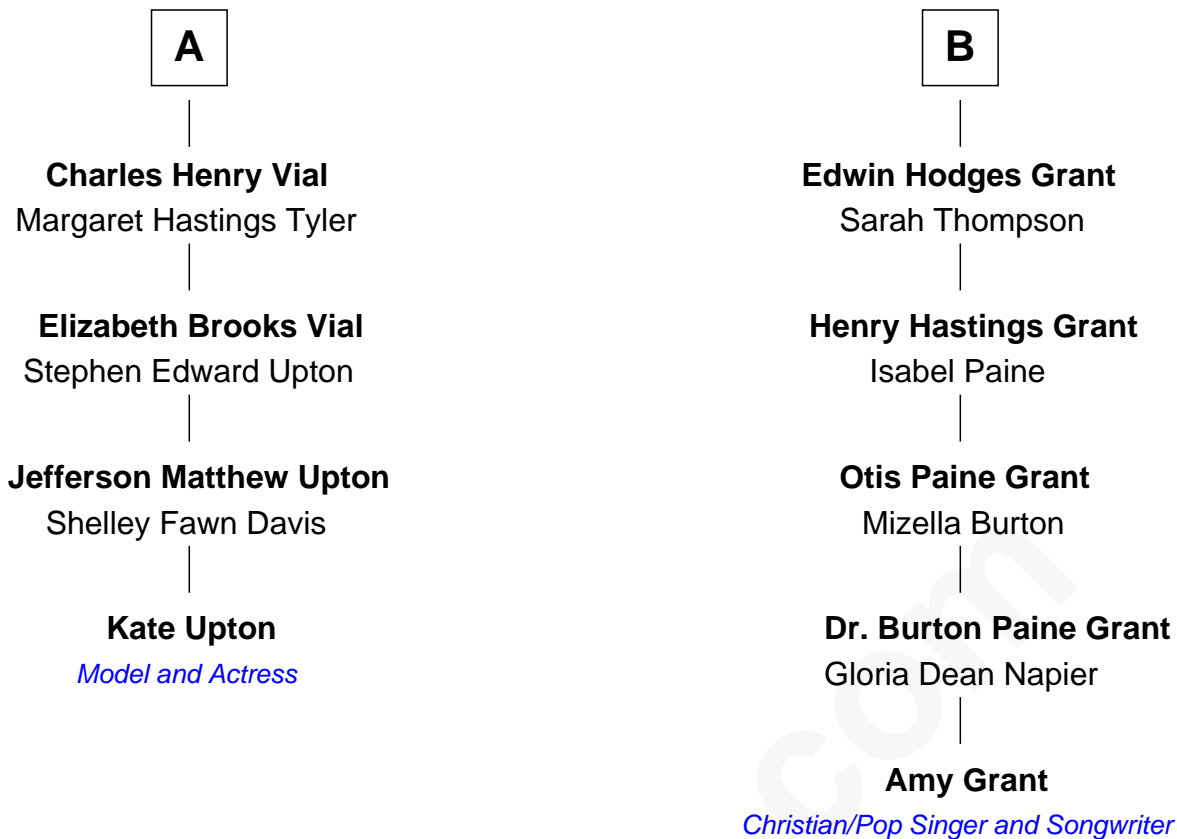 A
Charles Henry Vial
Margaret Hastings Tyler
Elizabeth Brooks Vial
Stephen Edward Upton
Jefferson Matthew Upton
Shelley Fawn Davis
Kate Upton
Model and Actress
B
Edwin Hodges Grant
Sarah Thompson
Henry Hastings Grant
Isabel Paine
Otis Paine Grant
Mizella Burton
Dr. Burton Paine Grant
Gloria Dean Napier
Amy Grant
Christian/Pop Singer and Songwriter
com